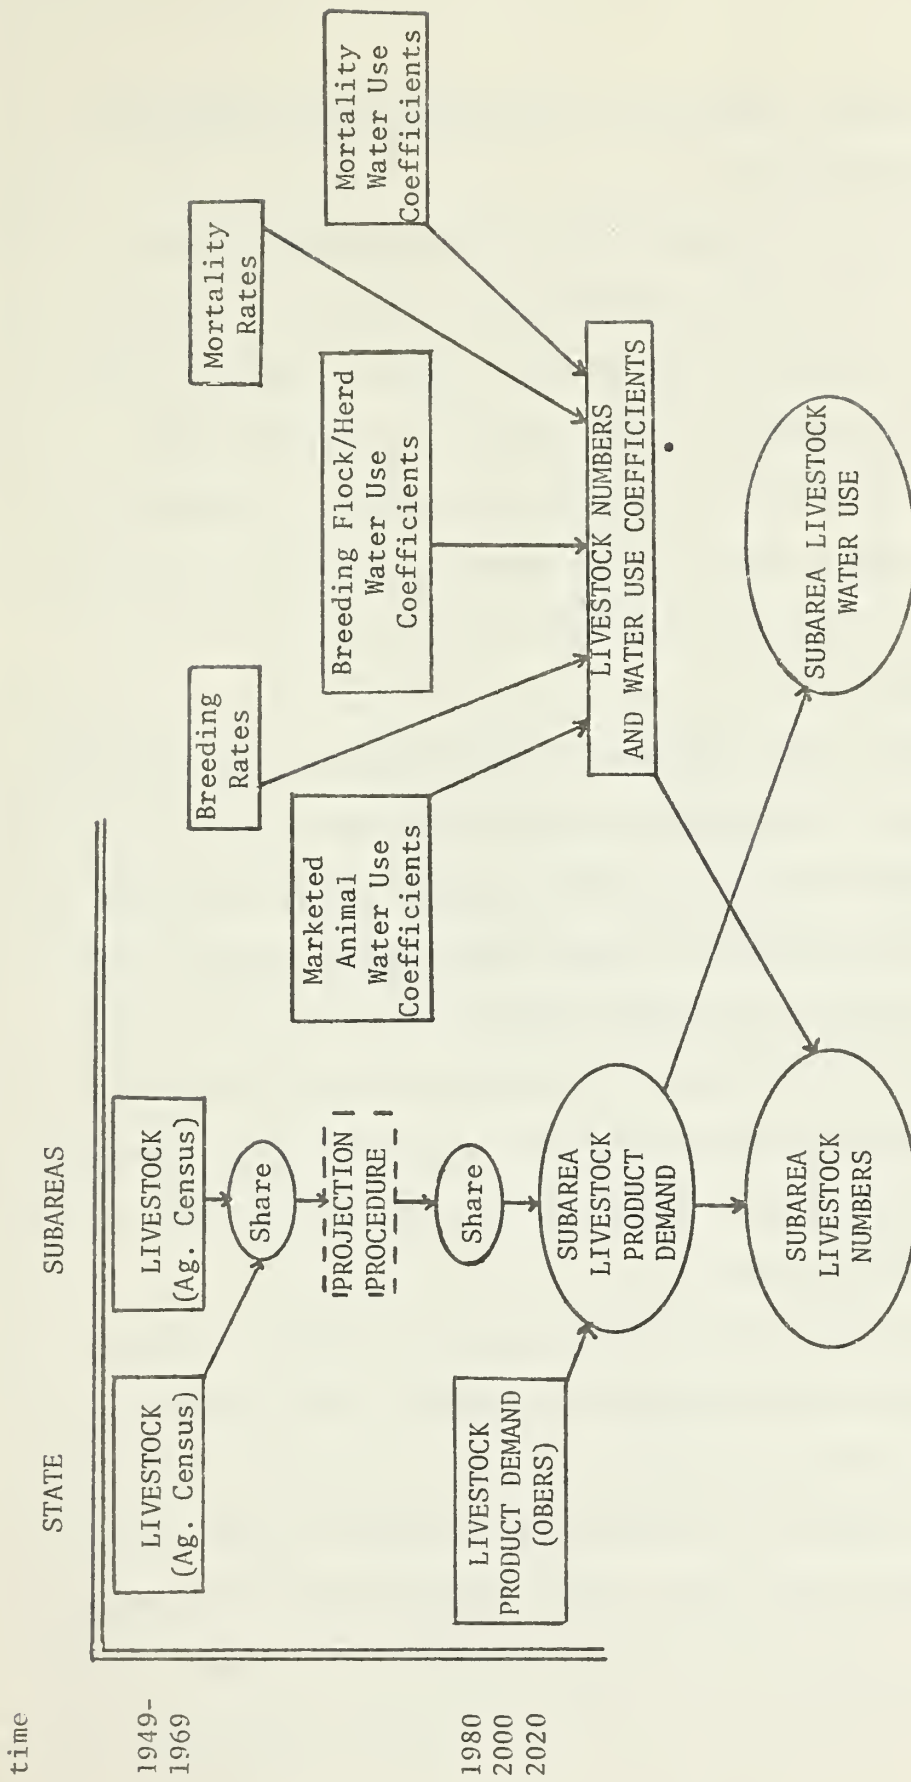 time
STATE
SUBAREAS
1949-
1969
LIVESTOCK
(Ag. Census)
LIVESTOCK
(Ag. Census)
Share
PROJECTION
PROCEDURE
Share
1980
2000
2020
LIVESTOCK
PRODUCT DEMAND
(OBERS)
SUBAREA
LIVESTOCK
PRODUCT
DEMAND
SUBAREA
LIVESTOCK
NUMBERS
Breeding
Rates
Mortality
Rates
Marketed
Animal
Water Use
Coefficients
Breeding Flock/Herd
Water Use
Coefficients
Mortality
Water Use
Coefficients
LIVESTOCK NUMBERS
AND WATER USE COEFFICIENTS
SUBAREA LIVESTOCK
WATER USE